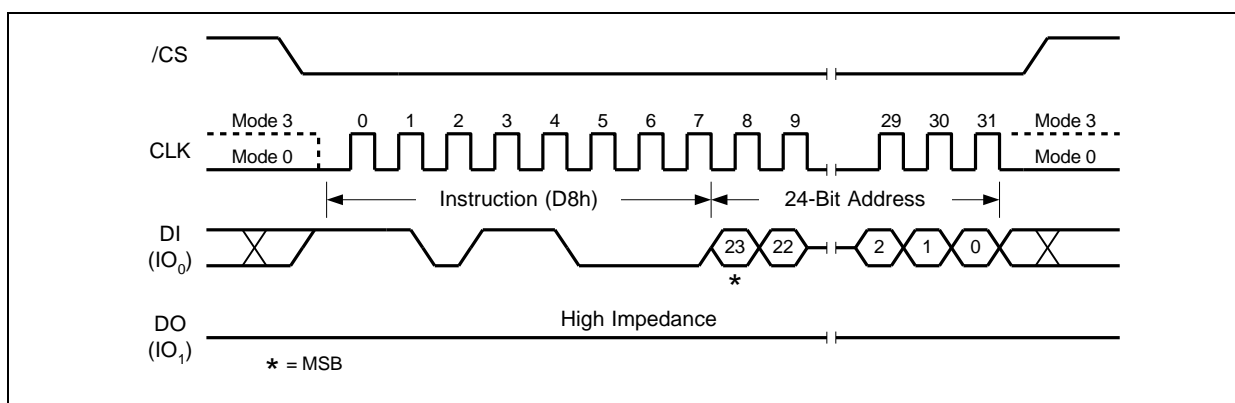 /CS
CLK
Mode 3
Mode 0
0 1 2 3 4 5 6 7 8 9 29 30 31
Mode 3
Mode 0
Instruction (D8h)
24-Bit Address
DI
(IO₀)
23 22 2 1 0
*
DO
(IO₁)
High Impedance
* = MSB